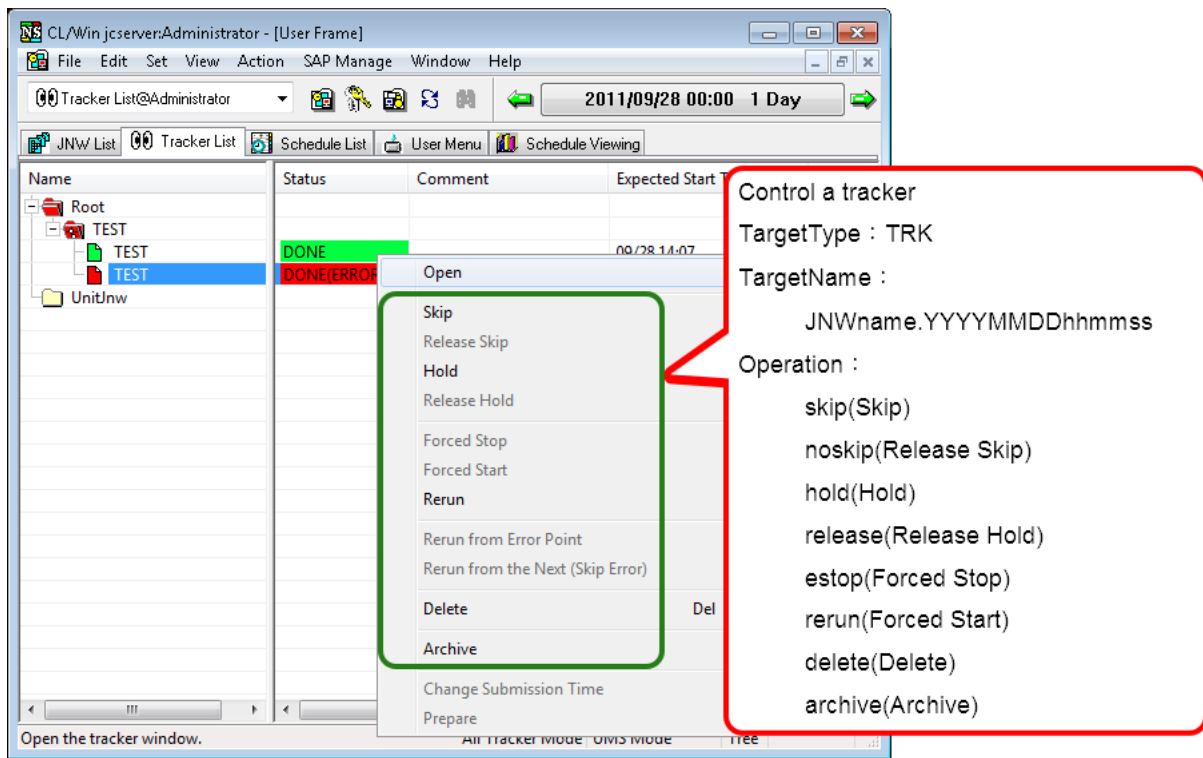 CL/Win jcserver:Administrator - [User Frame]
File Edit Set View Action SAP Manage Window Help
Tracker List@Administrator 2011/09/28 00:00 1 Day
JNW List Tracker List Schedule List User Menu Schedule Viewing
Name Status Comment Expected Start T
Root
TEST
TEST DONE 09/28 14:07
TEST DONE(ERROR
UnitJnw
Open
Skip
Release Skip
Hold
Release Hold
Forced Stop
Forced Start
Rerun
Rerun from Error Point
Rerun from the Next (Skip Error)
Delete Del
Archive
Change Submission Time
Prepare
Open the tracker window. All Tracker Mode UMS Mode Tree
Control a tracker
TargetType:TRK
TargetName:
JNWname.YYYYMMDDhhmmss
Operation:
skip(Skip)
noskip(Release Skip)
hold(Hold)
release(Release Hold)
estop(Forced Stop)
rerun(Forced Start)
delete(Delete)
archive(Archive)